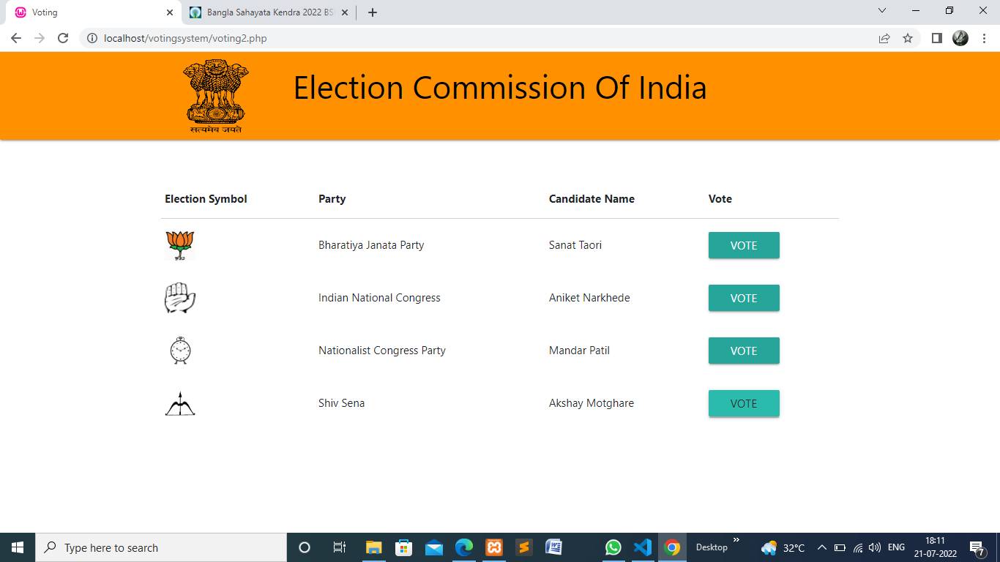 Voting
Bangla Sahayata Kendra 2022 BS
localhost/votingsystem/voting2.php
Election Commission Of India
सत्यमेव जयते
Election Symbol Party Candidate Name Vote
Bharatiya Janata Party Sanat Taori VOTE
Indian National Congress Aniket Narkhede VOTE
Nationalist Congress Party Mandar Patil VOTE
Shiv Sena Akshay Motghare VOTE
Type here to search
Desktop
32°C
ENG
18:11
21-07-2022
7